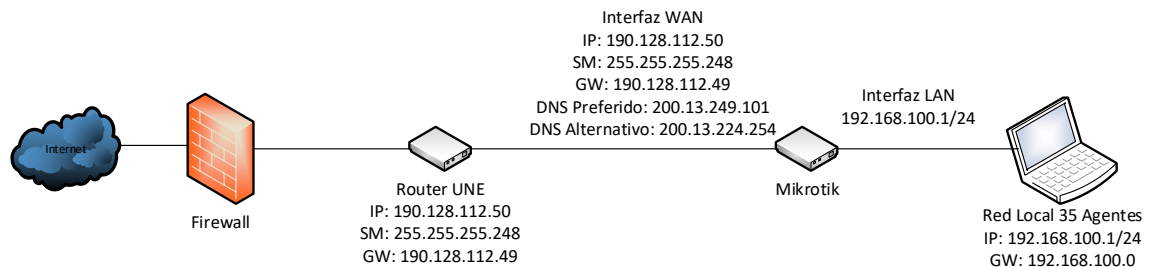 Internet
Firewall
Router UNE
IP: 190.128.112.50
SM: 255.255.255.248
GW: 190.128.112.49
Interfaz WAN
IP: 190.128.112.50
SM: 255.255.255.248
GW: 190.128.112.49
DNS Preferido: 200.13.249.101
DNS Alternativo: 200.13.224.254
Mikrotik
Interfaz LAN
192.168.100.1/24
Red Local 35 Agentes
IP: 192.168.100.1/24
GW: 192.168.100.0